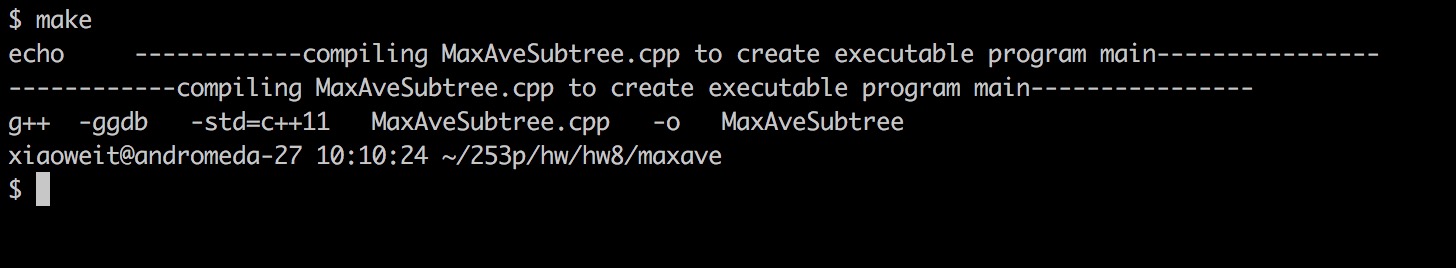 $ make
echo     ------------compiling MaxAveSubtree.cpp to create executable program main----------------
------------compiling MaxAveSubtree.cpp to create executable program main----------------
g++  -ggdb   -std=c++11   MaxAveSubtree.cpp   -o   MaxAveSubtree
xiaoweit@andromeda-27 10:10:24 ~/253p/hw/hw8/maxave
$